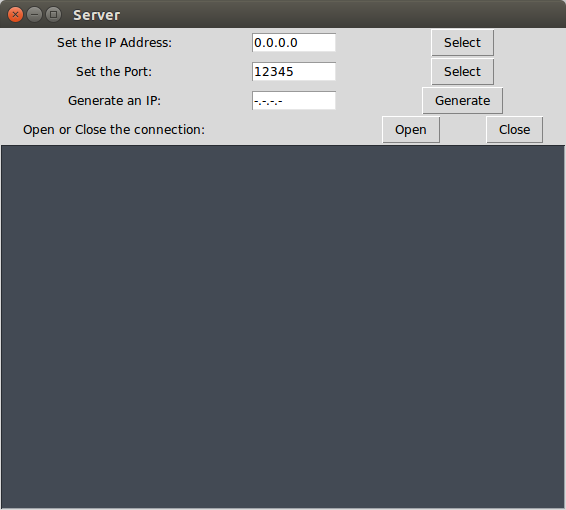 Server
Set the IP Address: 0.0.0.0 Select
Set the Port: 12345 Select
Generate an IP: -.-.-.- Generate
Open or Close the connection: Open Close